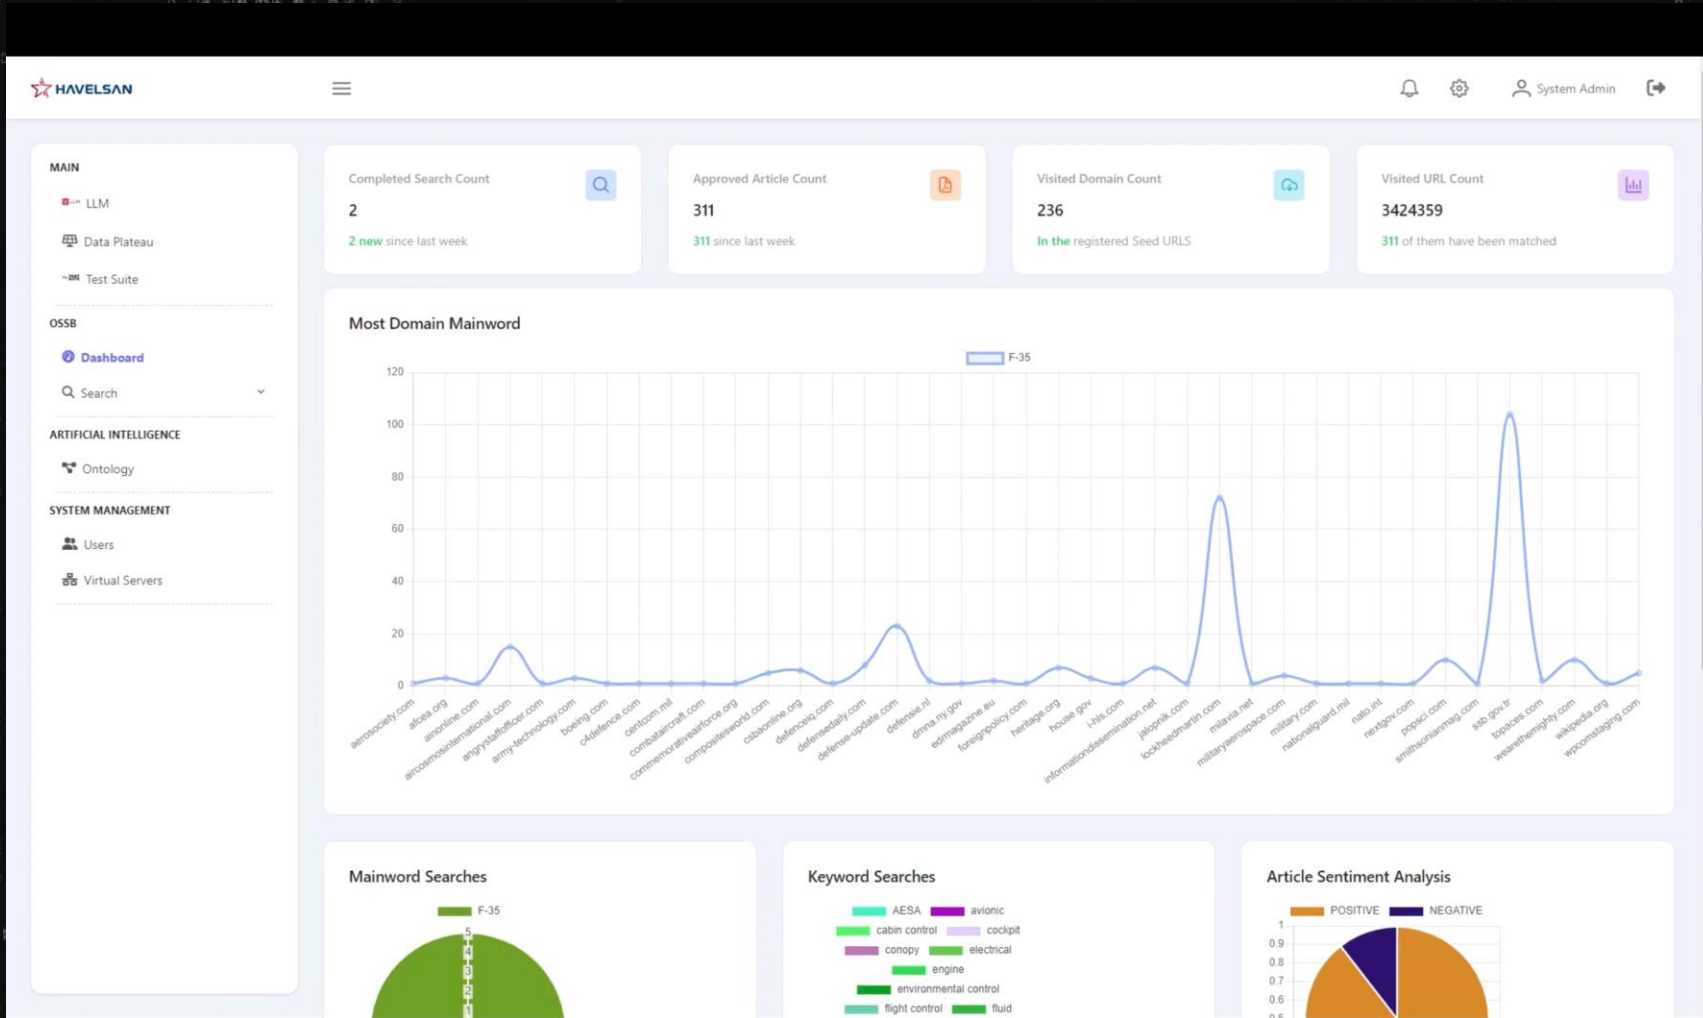 HAVELSAN
System Admin
MAIN
LLM
Data Plateau
Test Suite
OSSB
Dashboard
Search
ARTIFICIAL INTELLIGENCE
Ontology
SYSTEM MANAGEMENT
Users
Virtual Servers
Completed Search Count
2
2 new since last week
Approved Article Count
311
311 since last week
Visited Domain Count
236
In the registered Seed URLS
Visited URL Count
3424359
311 of them have been matched
Most Domain Mainword
F-35
120
100
80
60
40
20
0
aerosociety.com
afcea.org
ainonline.com
aircosmosinternational.com
angrystaffofficer.com
army-technology.com
boeing.com
c4defence.com
centcom.mil
combataircraft.com
commemorativeairforce.org
compositesworld.com
csbaonline.org
defenceiq.com
defensedaily.com
defense-update.com
defensie.nl
dmna.ny.gov
edrmagazine.eu
foreignpolicy.com
heritage.org
house.gov
i-hls.com
informationdissemination.net
jalopnik.com
lockheedmartin.com
milavia.net
militaryaerospace.com
military.com
nationalguard.mil
nato.int
nextgov.com
popsci.com
smithsonianmag.com
ssb.gov.tr
topaces.com
wearethemighty.com
wikipedia.org
wpcomstaging.com
Mainword Searches
F-35
5
4
3
2
1
Keyword Searches
AESA avionic
cabin control cockpit
conopy electrical
engine
environmental control
flight control fluid
Article Sentiment Analysis
POSITIVE NEGATIVE
1
0.9
0.8
0.7
0.6